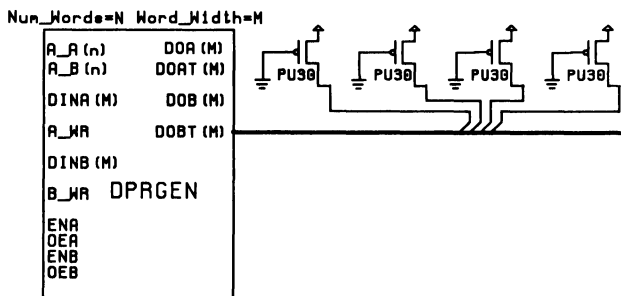 Num_Words=N Word_Width=M
A_A(n) DOA(M)
A_B(n) DOAT(M)
DINA(M) DOB(M)
A_WR DOBT(M)
DINB(M)
B_WR DPRGEN
ENA
OEA
ENB
OEB
PU30 PU30 PU30 PU30